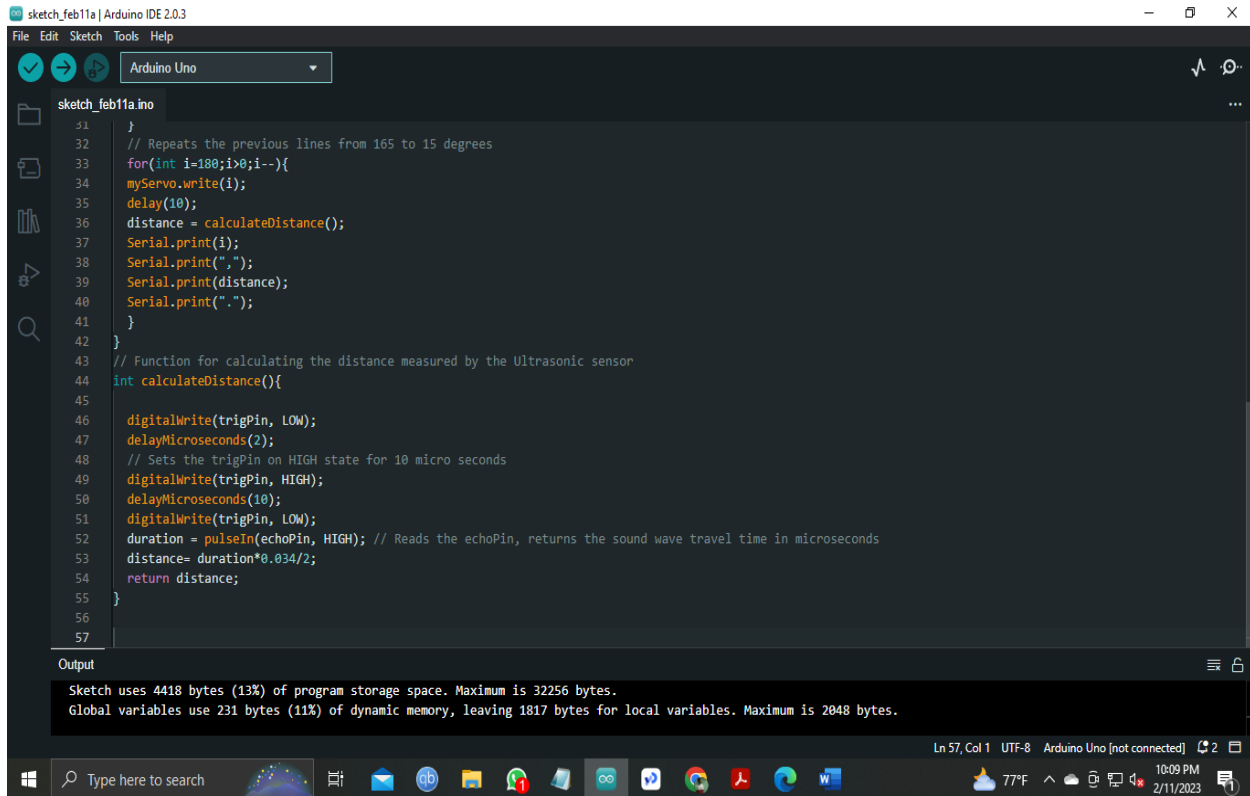 sketch_feb11a | Arduino IDE 2.0.3
File Edit Sketch Tools Help
Arduino Uno
sketch_feb11a.ino
31 }
32 // Repeats the previous lines from 165 to 15 degrees
33 for(int i=180;i>0;i--){
34 myServo.write(i);
35 delay(10);
36 distance = calculateDistance();
37 Serial.print(i);
38 Serial.print(",");
39 Serial.print(distance);
40 Serial.print(".");
41 }
42 }
43 // Function for calculating the distance measured by the Ultrasonic sensor
44 int calculateDistance(){
45
46 digitalWrite(trigPin, LOW);
47 delayMicroseconds(2);
48 // Sets the trigPin on HIGH state for 10 micro seconds
49 digitalWrite(trigPin, HIGH);
50 delayMicroseconds(10);
51 digitalWrite(trigPin, LOW);
52 duration = pulseIn(echoPin, HIGH); // Reads the echoPin, returns the sound wave travel time in microseconds
53 distance= duration*0.034/2;
54 return distance;
55 }
56
57
Output
Sketch uses 4418 bytes (13%) of program storage space. Maximum is 32256 bytes.
Global variables use 231 bytes (11%) of dynamic memory, leaving 1817 bytes for local variables. Maximum is 2048 bytes.
Ln 57, Col 1 UTF-8 Arduino Uno [not connected] 2
Type here to search
qb
1
W
77°F
10:09 PM
2/11/2023
1